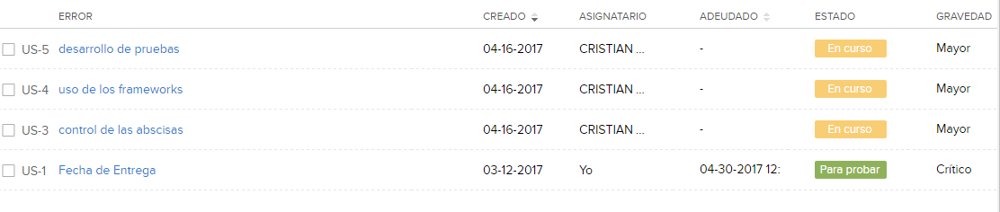 ERROR CREADO ASIGNATARIO ADEUDADO ESTADO GRAVEDAD
US-5 desarrollo de pruebas 04-16-2017 CRISTIAN ... - En curso Mayor
US-4 uso de los frameworks 04-16-2017 CRISTIAN ... - En curso Mayor
US-3 control de las abscisas 04-16-2017 CRISTIAN ... - En curso Mayor
US-1 Fecha de Entrega 03-12-2017 Yo 04-30-2017 12: Para probar Crítico